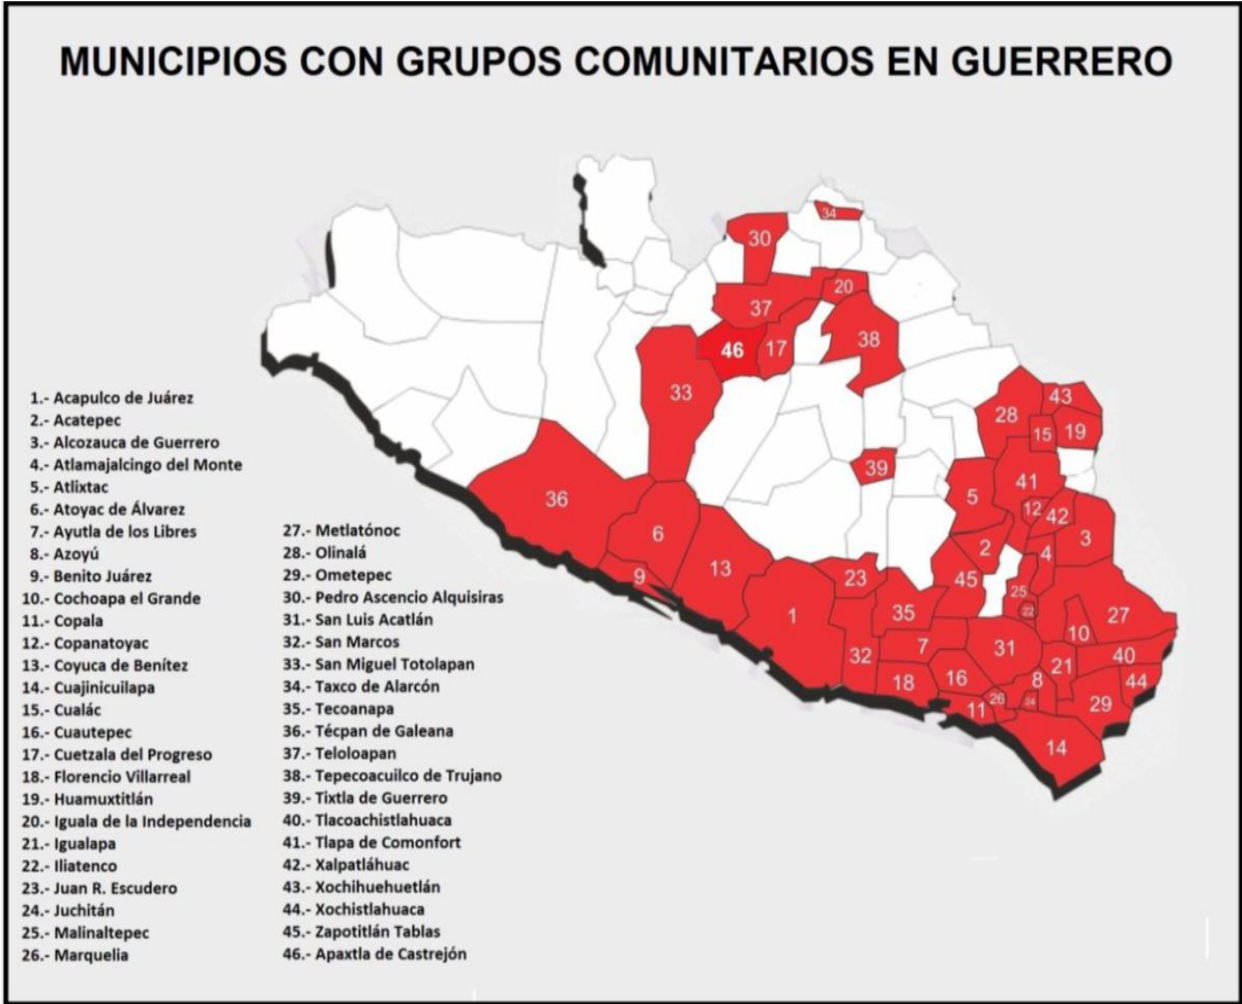 MUNICIPIOS CON GRUPOS COMUNITARIOS EN GUERRERO
34
30
20
37
38
46
17
33
43
28
15
19
39
41
5
36
12
42
6
3
2
4
13
23
45
9
25
22
27
1
35
10
7
31
32
40
21
16
8
44
18
26
24
29
11
14
1.- Acapulco de Juárez
2.- Acatepec
3.- Alcozauca de Guerrero
4.- Atlamajalcingo del Monte
5.- Atlixtac
6.- Atoyac de Álvarez
7.- Ayutla de los Libres
8.- Azoyú
9.- Benito Juárez
10.- Cochoapa el Grande
11.- Copala
12.- Copanatoyac
13.- Coyuca de Benítez
14.- Cuajinicuilapa
15.- Cualác
16.- Cuautepec
17.- Cuetzala del Progreso
18.- Florencio Villarreal
19.- Huamuxtitlán
20.- Iguala de la Independencia
21.- Igualapa
22.- Iliatenco
23.- Juan R. Escudero
24.- Juchitán
25.- Malinaltepec
26.- Marquelia
27.- Metlatónoc
28.- Olinalá
29.- Ometepec
30.- Pedro Ascencio Alquisiras
31.- San Luis Acatlán
32.- San Marcos
33.- San Miguel Totolapan
34.- Taxco de Alarcón
35.- Tecoanapa
36.- Técpan de Galeana
37.- Teloloapan
38.- Tepecoacuilco de Trujano
39.- Tixtla de Guerrero
40.- Tlacoachistlahuaca
41.- Tlapa de Comonfort
42.- Xalpatláhuac
43.- Xochihuehuetlán
44.- Xochistlahuaca
45.- Zapotitlán Tablas
46.- Apaxtla de Castrejón